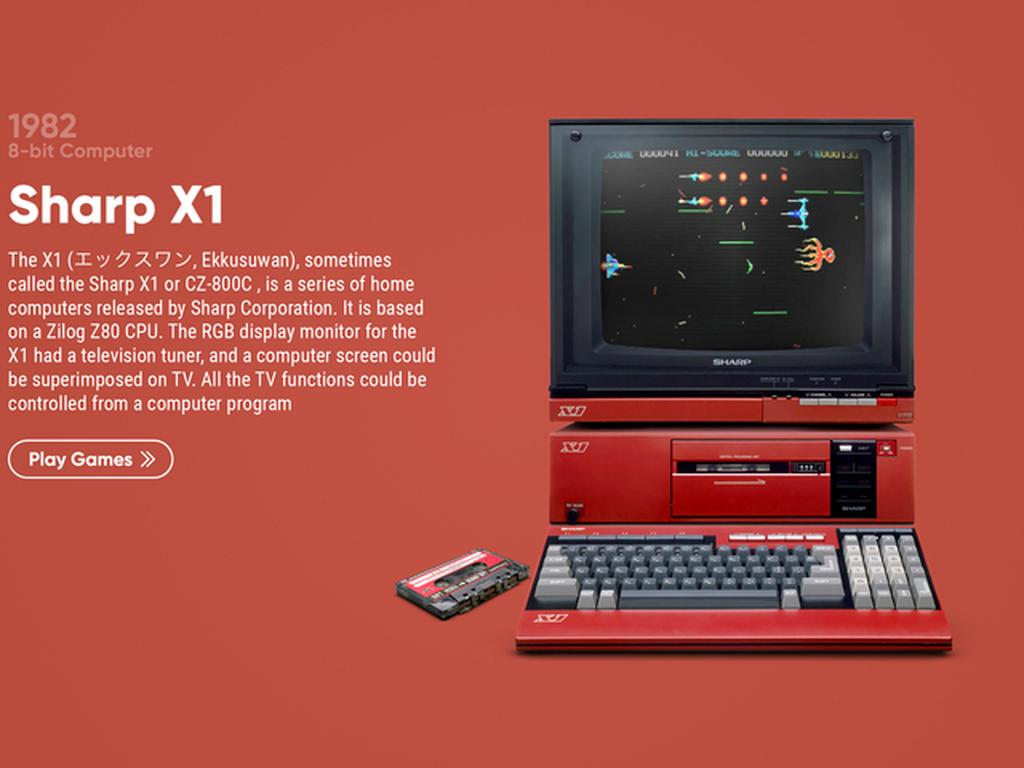 1982
8-bit Computer
Sharp X1
The X1 (エックスワン, Ekkusuwan), sometimes
called the Sharp X1 or CZ-800C , is a series of home
computers released by Sharp Corporation. It is based
on a Zilog Z80 CPU. The RGB display monitor for the
X1 had a television tuner, and a computer screen could
be superimposed on TV. All the TV functions could be
controlled from a computer program
Play Games
SCORE 000041 HI-SCORE 000000
SHARP
X1
X1
SHARP
SHARP
X1